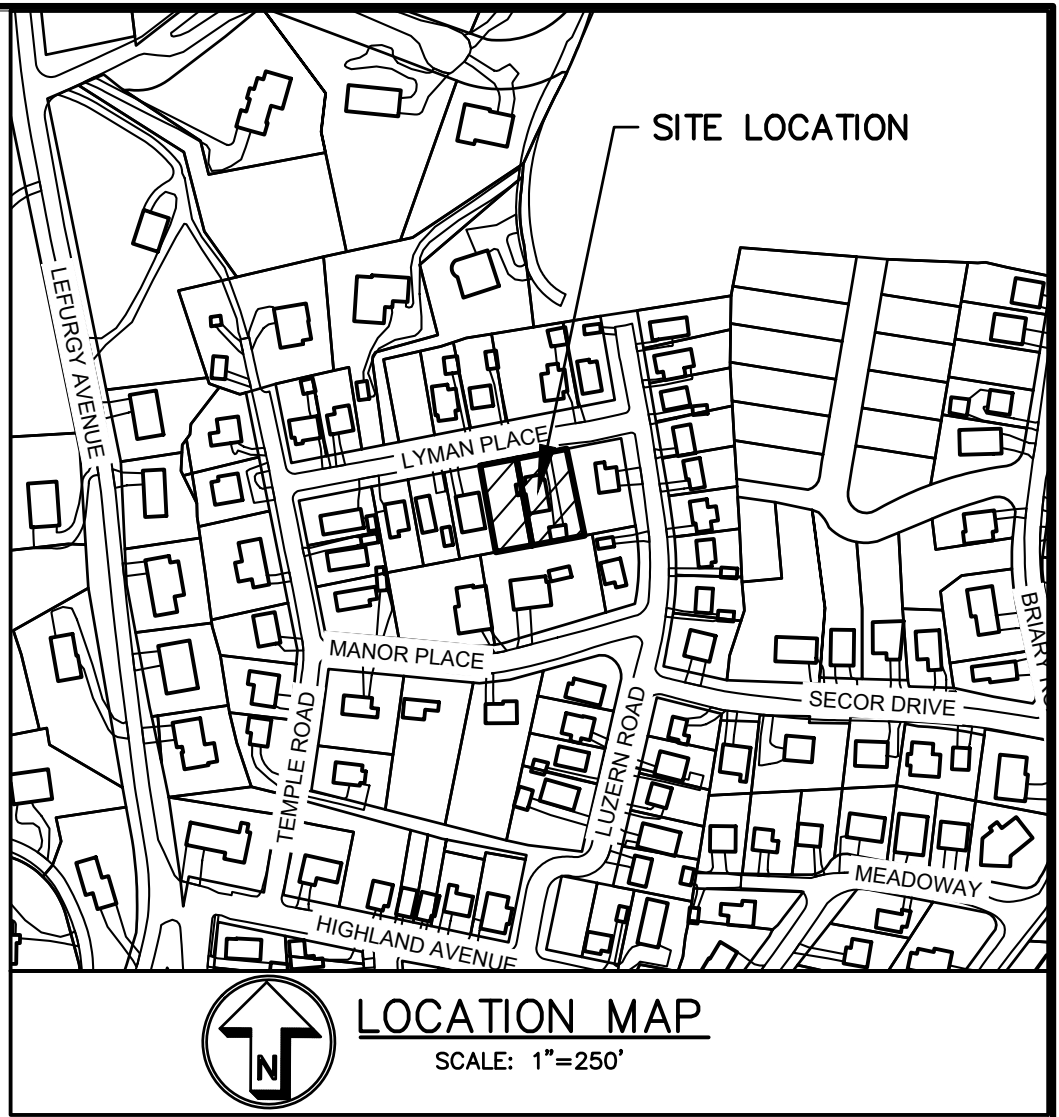 SITE LOCATION
LEFURGY AVENUE
LYMAN PLACE
MANOR PLACE
TEMPLE ROAD
LUZERN ROAD
SECOR DRIVE
BRIARY
MEADOWAY
HIGHLAND AVENUE
N
LOCATION MAP
SCALE: 1"=250'